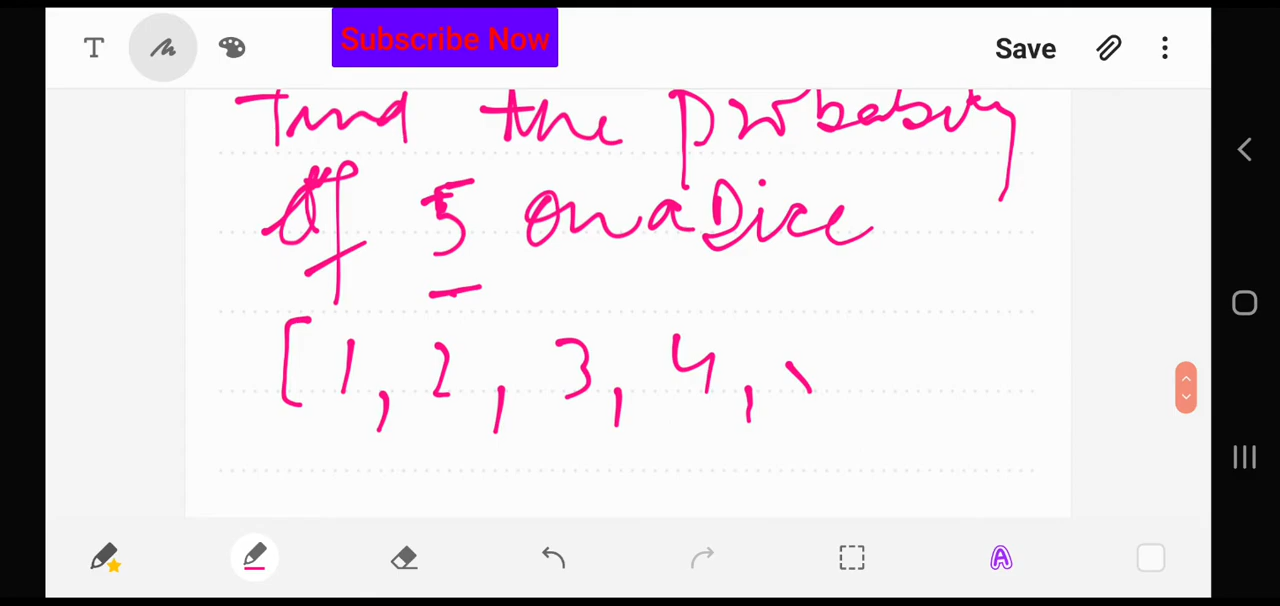 T
Subscribe Now
Save
Find the probability
of 5 on a Dice
[1, 2, 3, 4,
A